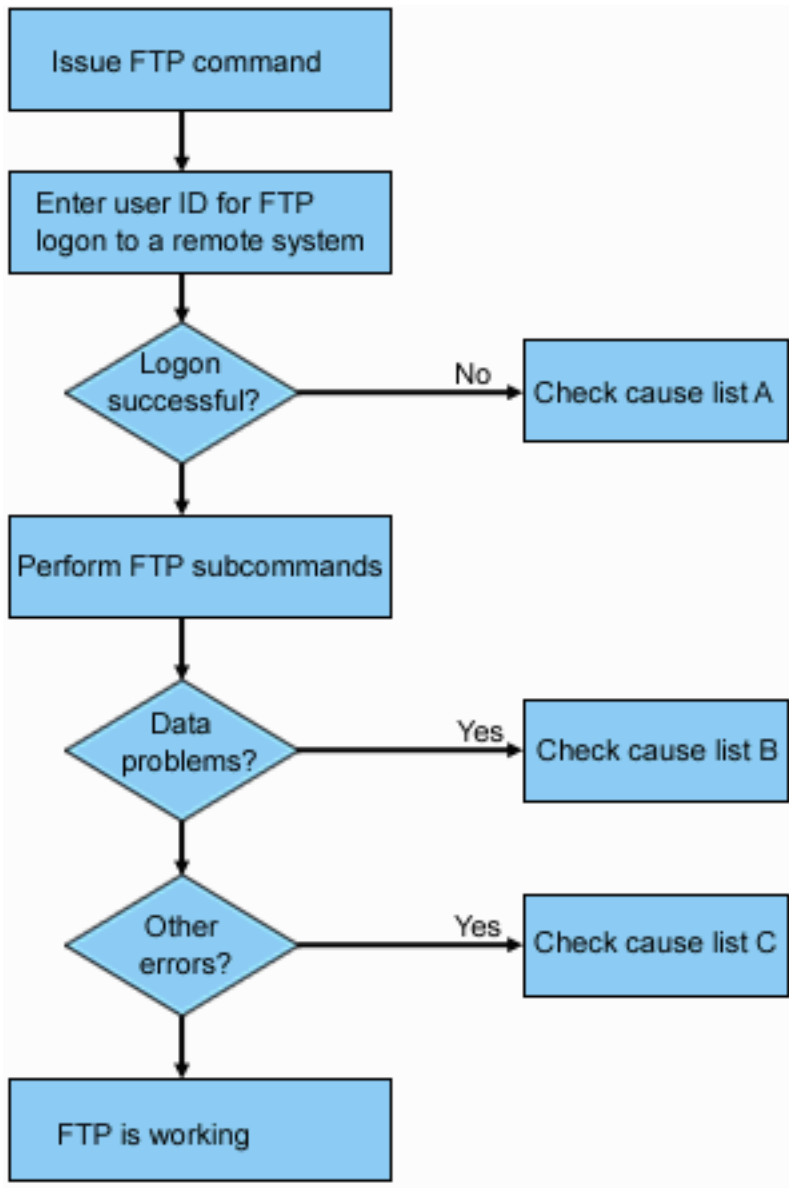 Issue FTP command
Enter user ID for FTP
logon to a remote system
Logon
successful?
No
Check cause list A
Perform FTP subcommands
Data
problems?
Yes
Check cause list B
Other
errors?
Yes
Check cause list C
FTP is working